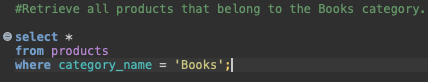 #Retrieve all products that belong to the Books category.
select *
from products
where category_name = 'Books';